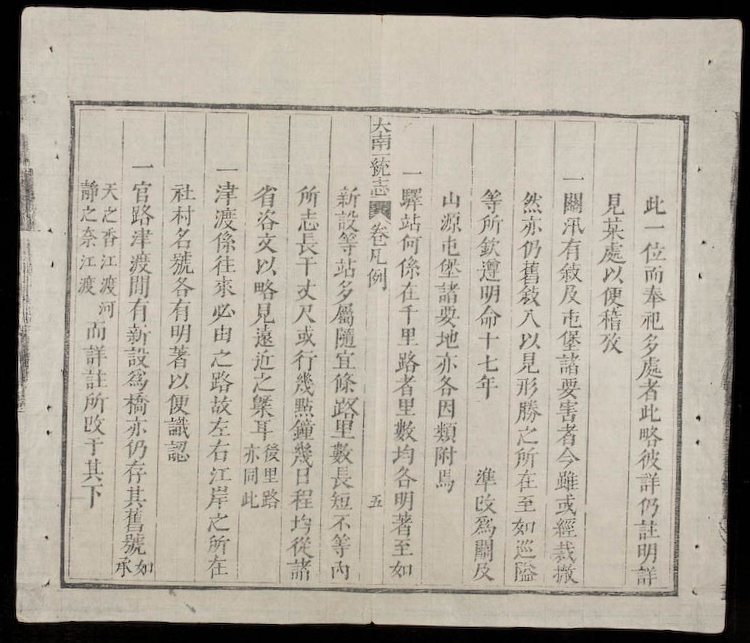 此一位而奉祀多處者此略彼詳仍註明詳
見某處以便稽攷
一關汛有敘及屯堡諸要害者今雖或經裁撤
然亦仍舊敘入以見形勝之所在至如巡隘
等所欽遵明命十七年 準改爲關及
山源屯堡諸要地亦各因類附焉
一驛站何係在千里路者里數均各明著至如
大南一統志 卷凡例 五
新設等站多屬隨宜條路里數長短不等內
所志長干丈尺或行幾點鐘幾日程均從諸
省咨文以略見遠近之槩耳後里路亦同此
一津渡係往來必由之路故左右江岸之所在
社村名號各有明著以便識認
一官路津渡間有新設爲橋亦仍存其舊號如承
天之香江渡河靜之奈江渡而詳註所改于其下